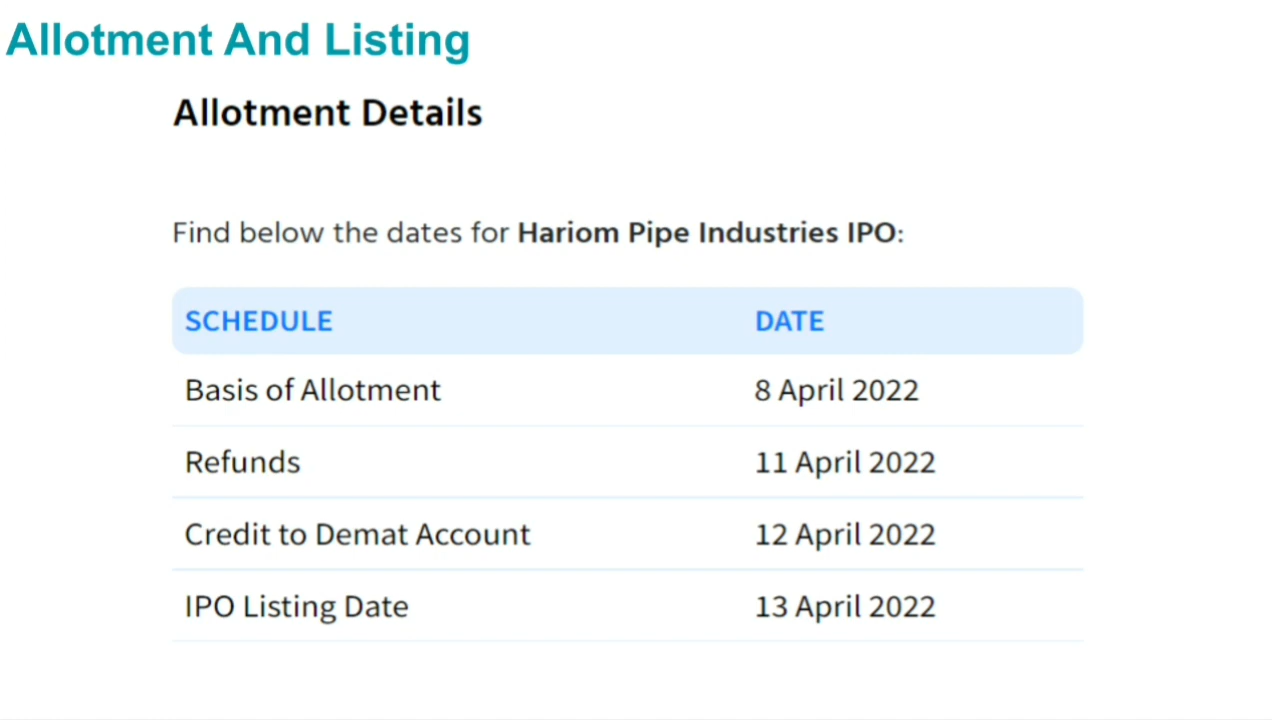 Allotment And Listing
Allotment Details
Find below the dates for Hariom Pipe Industries IPO:
SCHEDULE DATE
Basis of Allotment 8 April 2022
Refunds 11 April 2022
Credit to Demat Account 12 April 2022
IPO Listing Date 13 April 2022